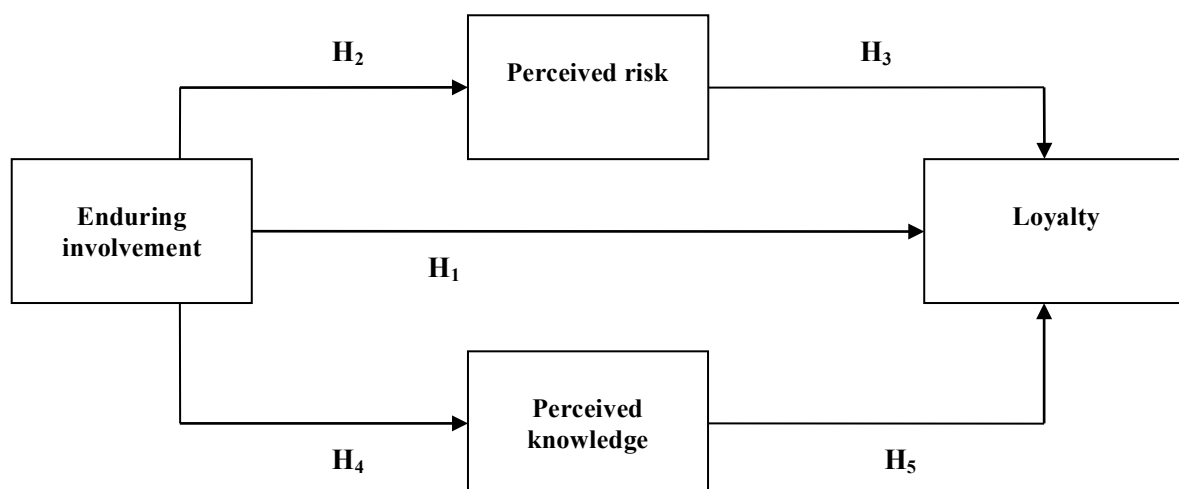 H₂
Perceived risk
H₃
Enduring
involvement
Loyalty
H₁
Perceived
knowledge
H₄
H₅